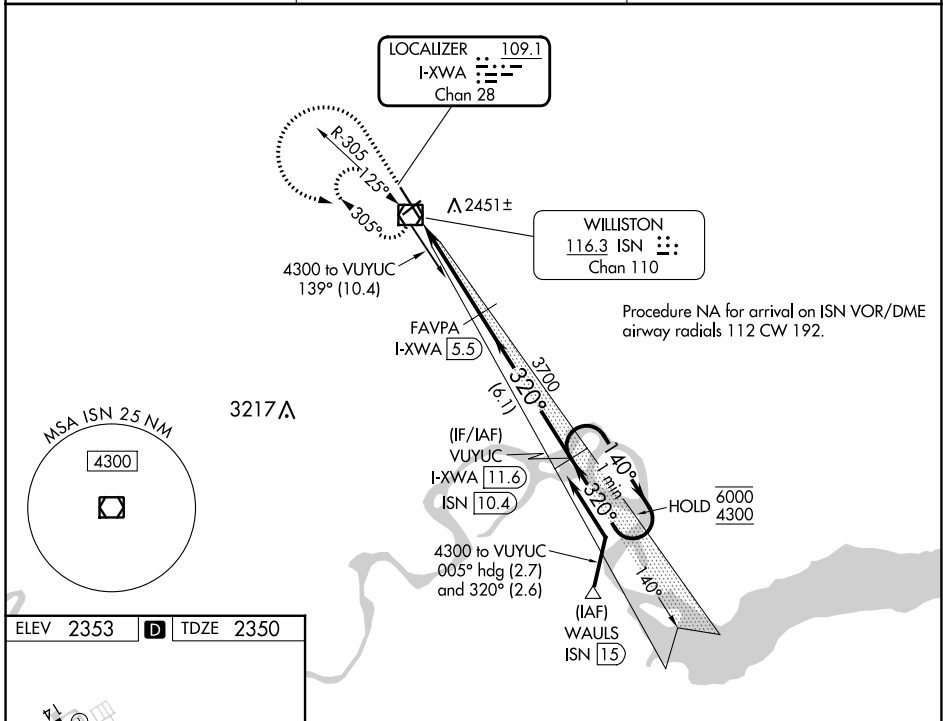 LOCALIZER 109.1
I-XWA
Chan 28
R-305
125°
305°
2451±
WILLISTON
116.3 ISN
Chan 110
4300 to VUYUC
139° (10.4)
Procedure NA for arrival on ISN VOR/DME
airway radials 112 CW 192.
FAVPA
I-XWA 5.5
3700
320°
(6.1)
MSA ISN 25 NM
4300
3217
(IF/IAF)
VUYUC
I-XWA 11.6
ISN 10.4
140°
1 min
320°
HOLD 6000
4300
4300 to VUYUC
005° hdg (2.7)
and 320° (2.6)
140°
(IAF)
WAULS
ISN 15
ELEV 2353 D TDZE 2350
14